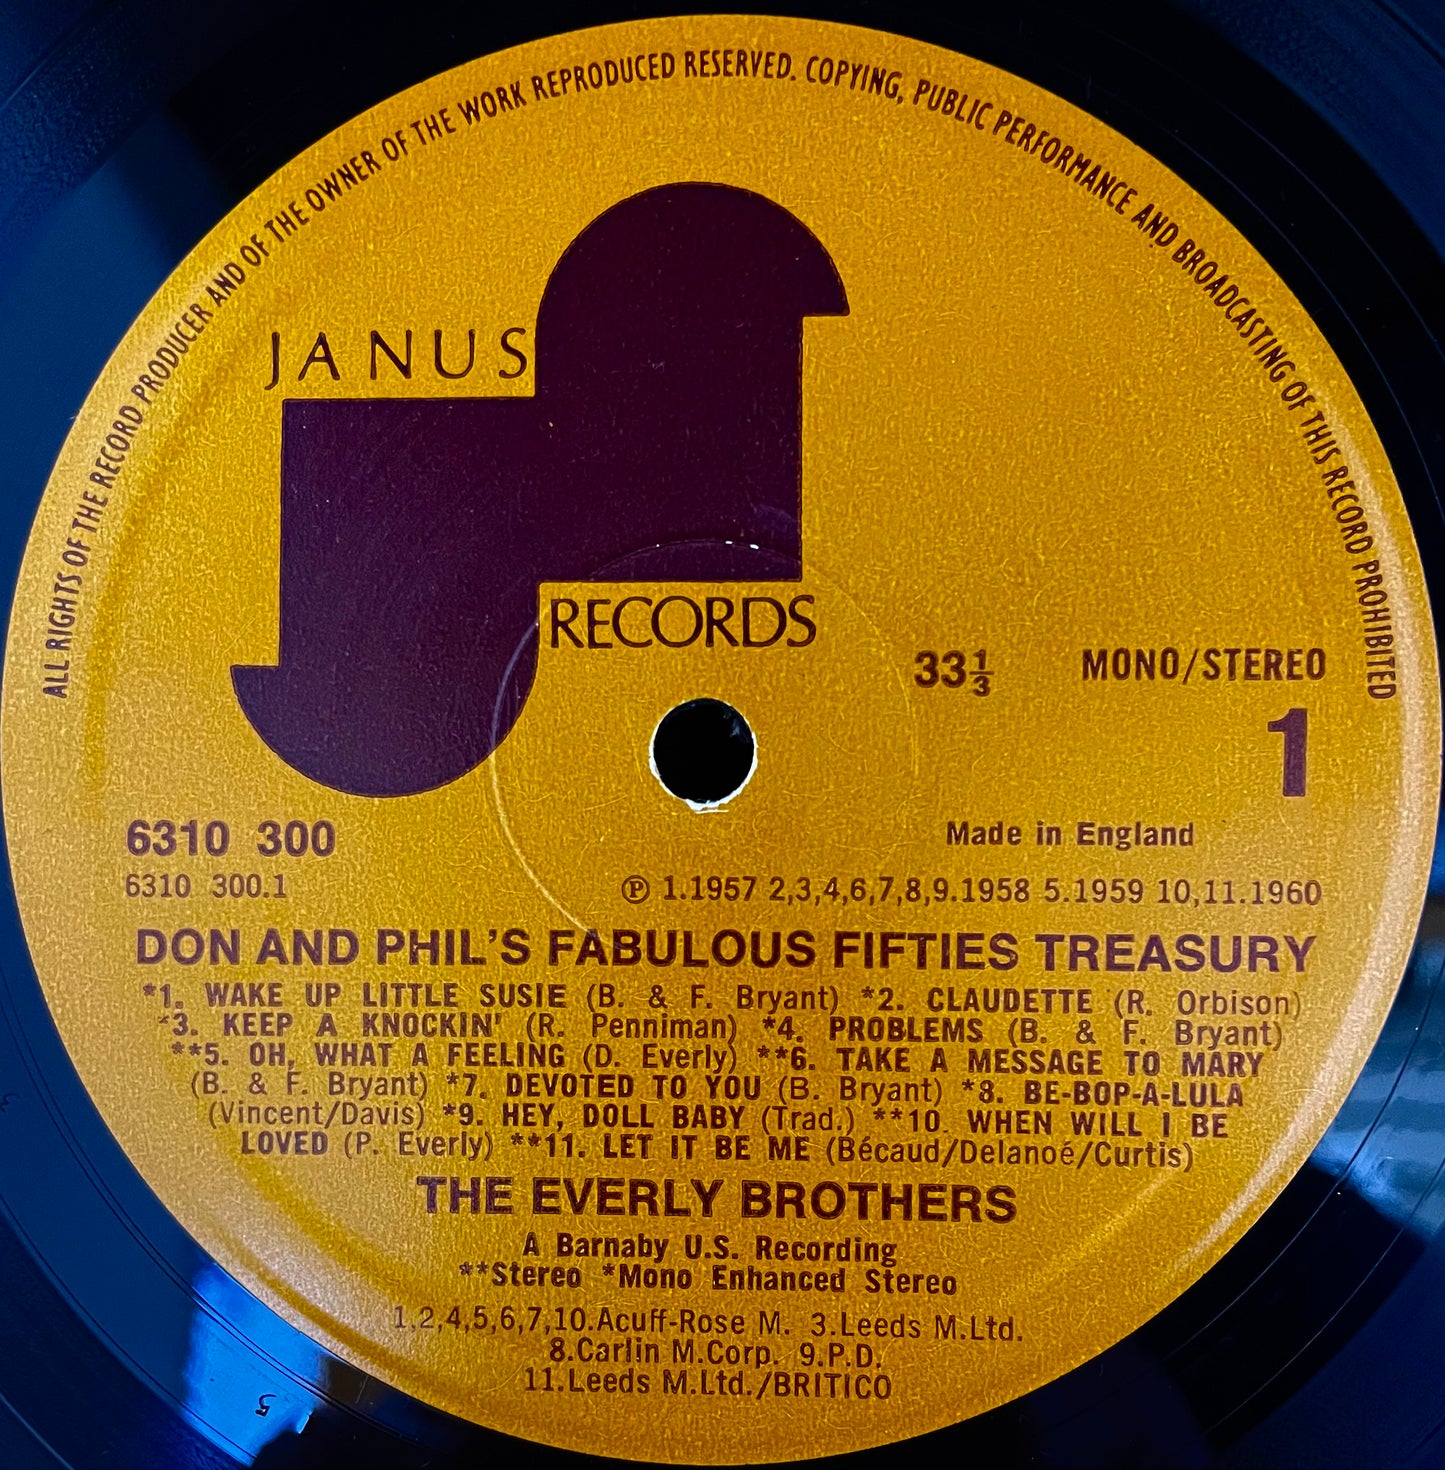 ALL RIGHTS OF THE RECORD PRODUCER AND OF THE OWNER OF THE WORK REPRODUCED RESERVED. COPYING, PUBLIC PERFORMANCE AND BROADCASTING OF THIS RECORD PROHIBITED
JANUS
RECORDS
33⅓ MONO/STEREO
1
6310 300
Made in England
6310 300.1
℗ 1.1957 2,3,4,6,7,8,9.1958 5.1959 10,11.1960
DON AND PHIL'S FABULOUS FIFTIES TREASURY
*1. WAKE UP LITTLE SUSIE (B. & F. Bryant) *2. CLAUDETTE (R. Orbison)
*3. KEEP A KNOCKIN' (R. Penniman) *4. PROBLEMS (B. & F. Bryant)
**5. OH, WHAT A FEELING (D. Everly) **6. TAKE A MESSAGE TO MARY
(B. & F. Bryant) *7. DEVOTED TO YOU (B. Bryant) *8. BE-BOP-A-LULA
(Vincent/Davis) *9. HEY, DOLL BABY (Trad.) **10. WHEN WILL I BE
LOVED (P. Everly) **11. LET IT BE ME (Bécaud/Delanoé/Curtis)
THE EVERLY BROTHERS
A Barnaby U.S. Recording
**Stereo *Mono Enhanced Stereo
1,2,4,5,6,7,10.Acuff-Rose M. 3.Leeds M.Ltd.
8.Carlin M.Corp. 9.P.D.
11.Leeds M.Ltd./BRITICO
5